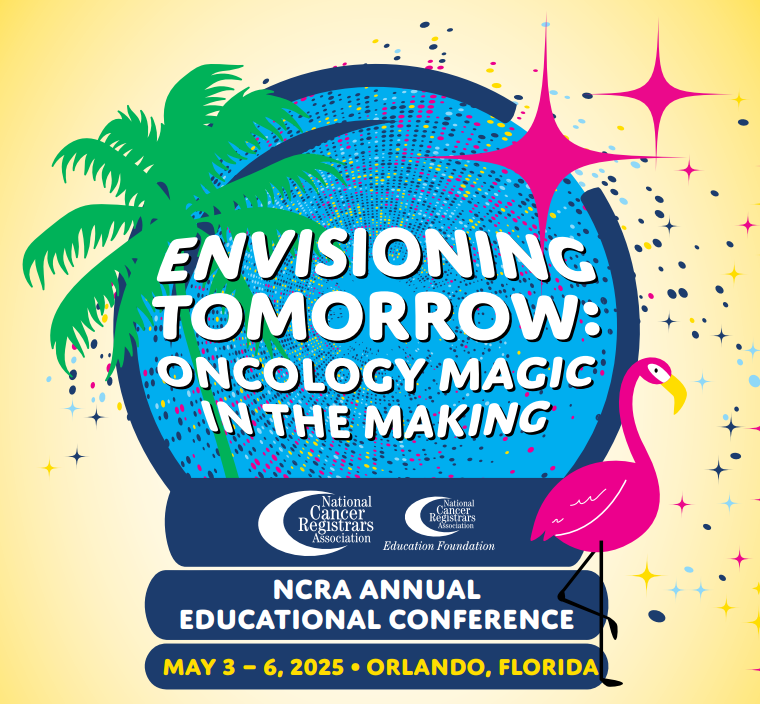 ENVISIONING
TOMORROW:
ONCOLOGY MAGIC
IN THE MAKING
National
Cancer
Registrars
Association
National
Cancer
Registrars
Association
Education Foundation
NCRA ANNUAL
EDUCATIONAL CONFERENCE
MAY 3 – 6, 2025 • ORLANDO, FLORIDA